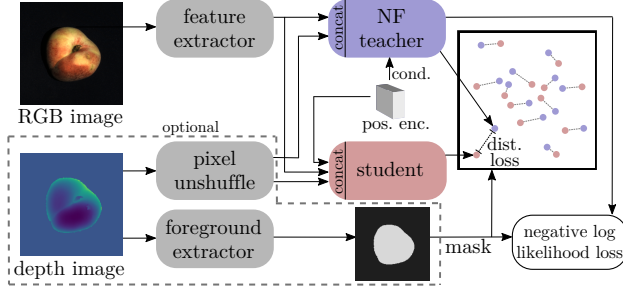 feature
extractor
concat
NF
teacher
RGB image
cond.
pos. enc.
optional
pixel
unshuffle
concat
student
dist.
loss
depth image
foreground
extractor
mask
negative log
likelihood loss